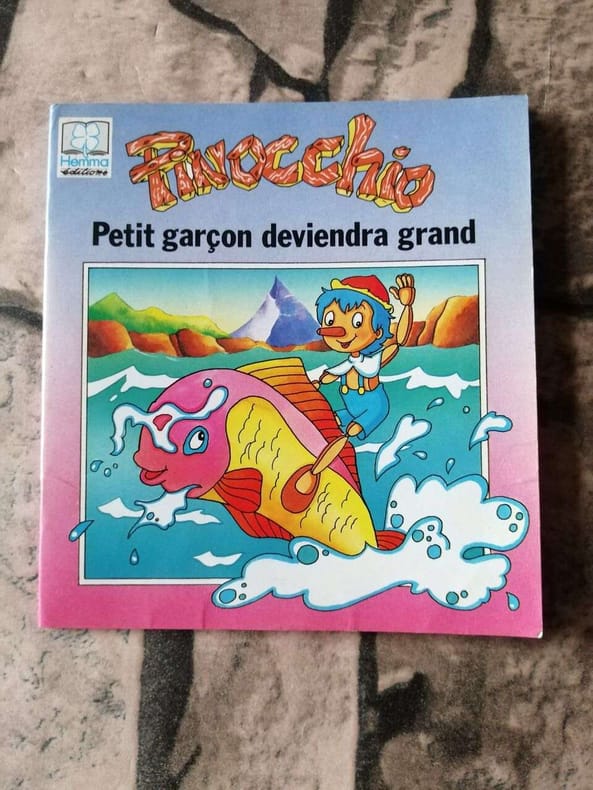 Hemma
éditions
Pinocchio
Petit garçon deviendra grand